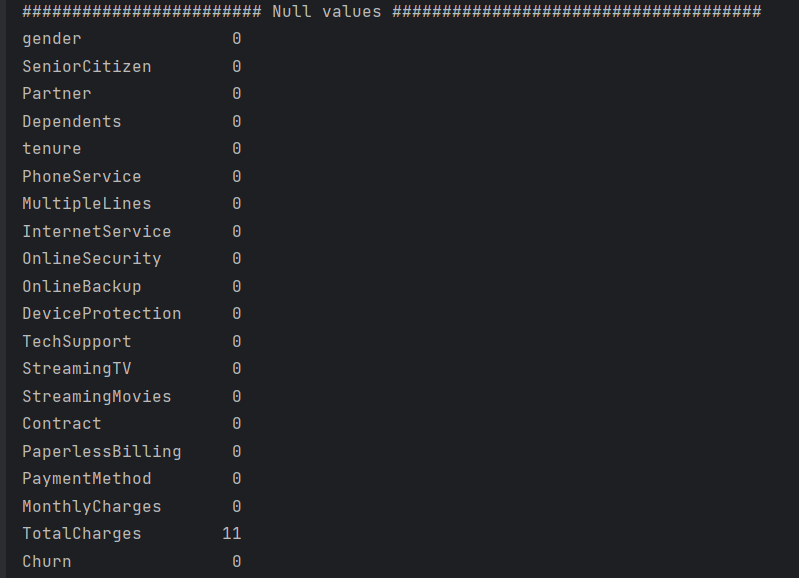 ######################## Null values #####################################
gender               0
SeniorCitizen        0
Partner              0
Dependents           0
tenure               0
PhoneService         0
MultipleLines        0
InternetService      0
OnlineSecurity       0
OnlineBackup         0
DeviceProtection     0
TechSupport          0
StreamingTV          0
StreamingMovies      0
Contract             0
PaperlessBilling     0
PaymentMethod        0
MonthlyCharges       0
TotalCharges        11
Churn                0